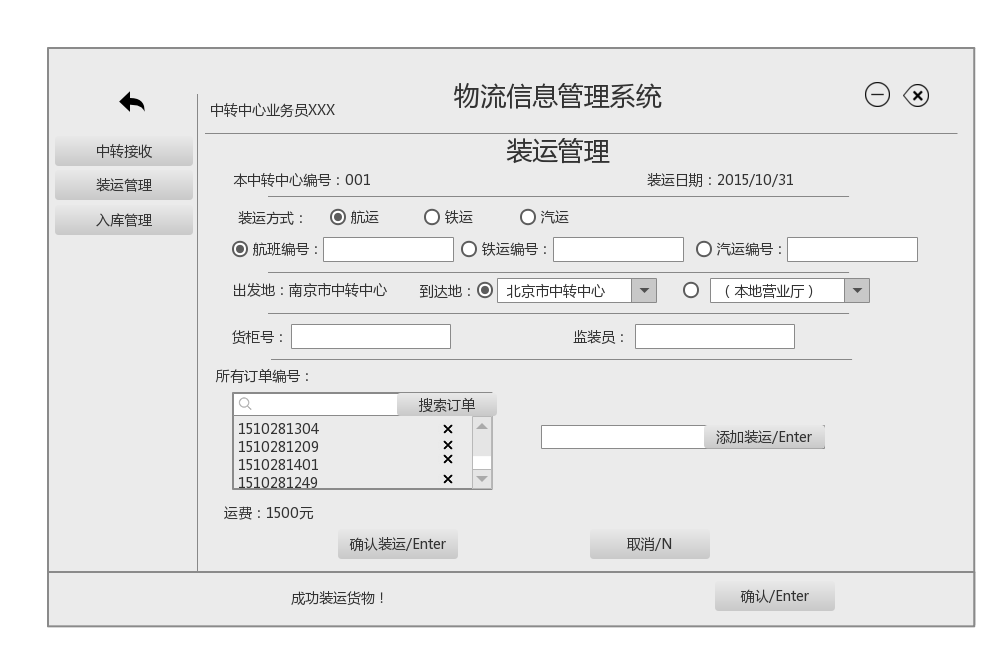 物流信息管理系统
中转中心业务员XXX
中转接收
装运管理
入库管理
装运管理
本中转中心编号：001 装运日期：2015/10/31
装运方式： 航运 铁运 汽运
航班编号： 铁运编号： 汽运编号：
出发地：南京市中转中心 到达地： 北京市中转中心 （本地营业厅）
货柜号： 监装员：
所有订单编号：
搜索订单
1510281304
1510281209
1510281401
1510281249
添加装运/Enter
运费：1500元
确认装运/Enter 取消/N
成功装运货物！ 确认/Enter